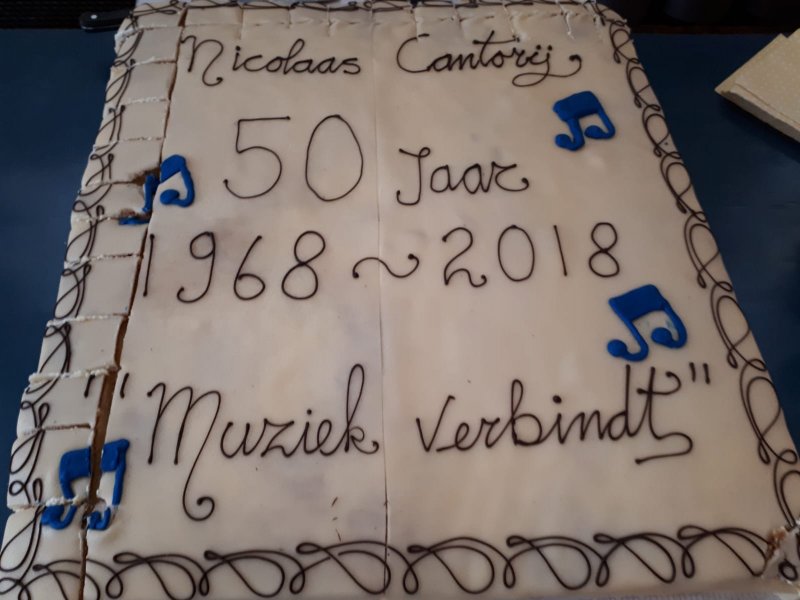 Nicolaas Cantorij
50 Jaar
1968 ~ 2018
"Muziek verbindt"